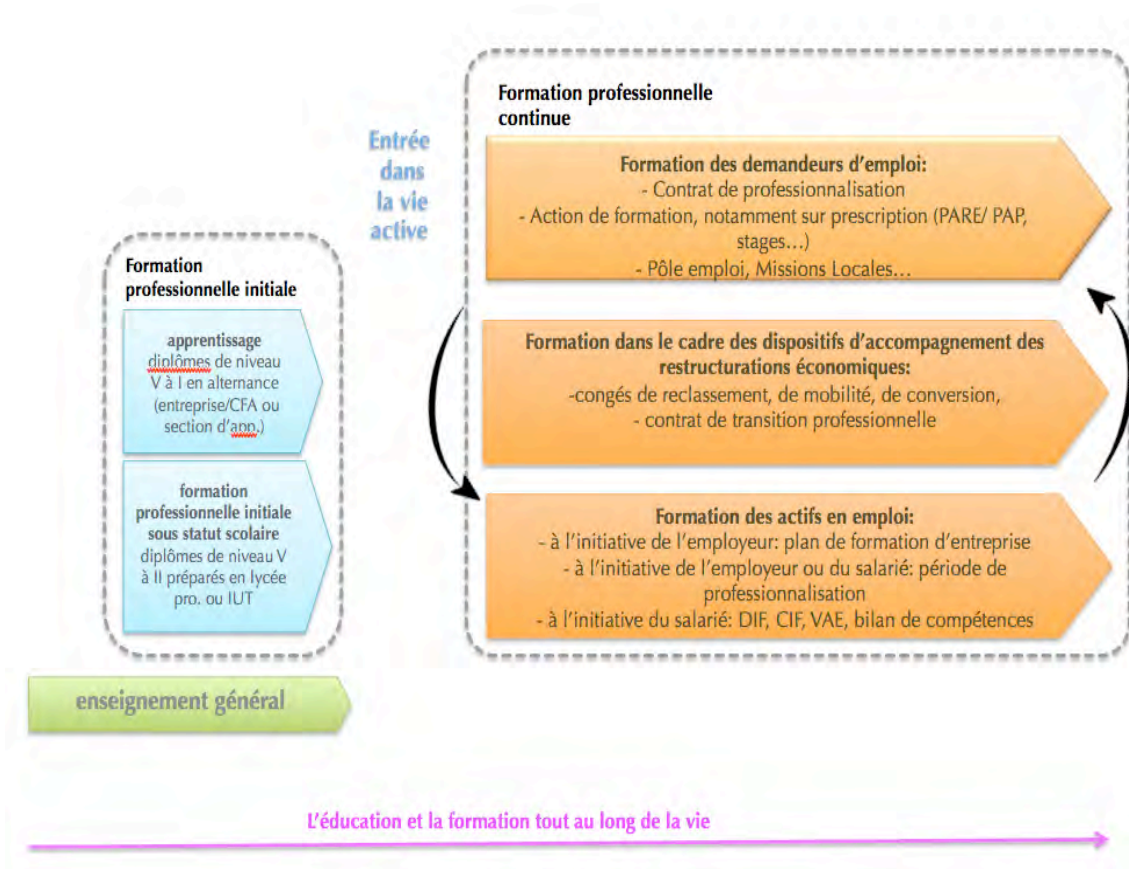 Formation professionnelle
continue
Entrée
dans
la vie
active
Formation des demandeurs d'emploi:
- Contrat de professionnalisation
- Action de formation, notamment sur prescription (PARE/ PAP,
stages...)
- Pôle emploi, Missions Locales...
Formation
professionnelle initiale
apprentissage
diplômes de niveau
V à I en alternance
(entreprise/CFA ou
section d'app.)
Formation dans le cadre des dispositifs d'accompagnement des
restructurations économiques:
-congés de reclassement, de mobilité, de conversion,
- contrat de transition professionnelle
formation
professionnelle initiale
sous statut scolaire
diplômes de niveau V
à II préparés en lycée
pro. ou IUT
Formation des actifs en emploi:
- à l'initiative de l'employeur: plan de formation d'entreprise
- à l'initiative de l'employeur ou du salarié: période de
professionnalisation
- à l'initiative du salarié: DIF, CIF, VAE, bilan de compétences
enseignement général
L'éducation et la formation tout au long de la vie